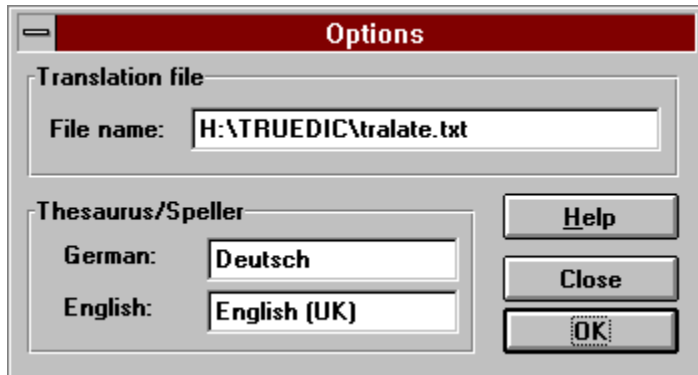 Options
Translation file
File name: H:\TRUEDIC\tralate.txt
Thesaurus/Speller
German: Deutsch
English: English (UK)
Help
Close
OK